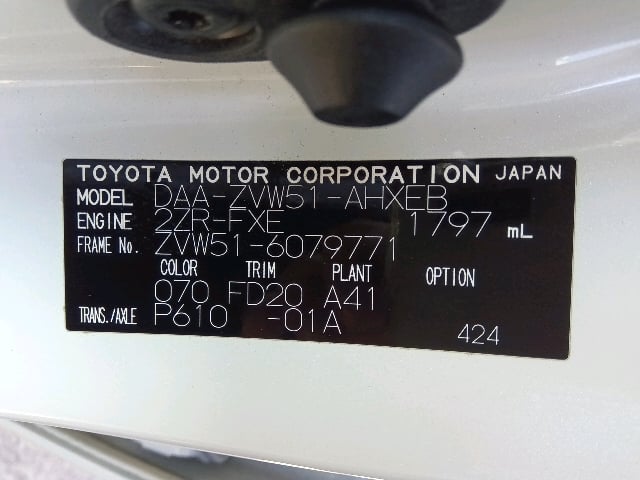 TOYOTA MOTOR CORPORATION JAPAN
MODEL DAA-ZVW51-AHXEB
ENGINE 2ZR-FXE 1797 mL
FRAME No. ZVW51-6079771
COLOR TRIM PLANT OPTION
070 FD20 A41
TRANS./AXLE P610 -01A
424